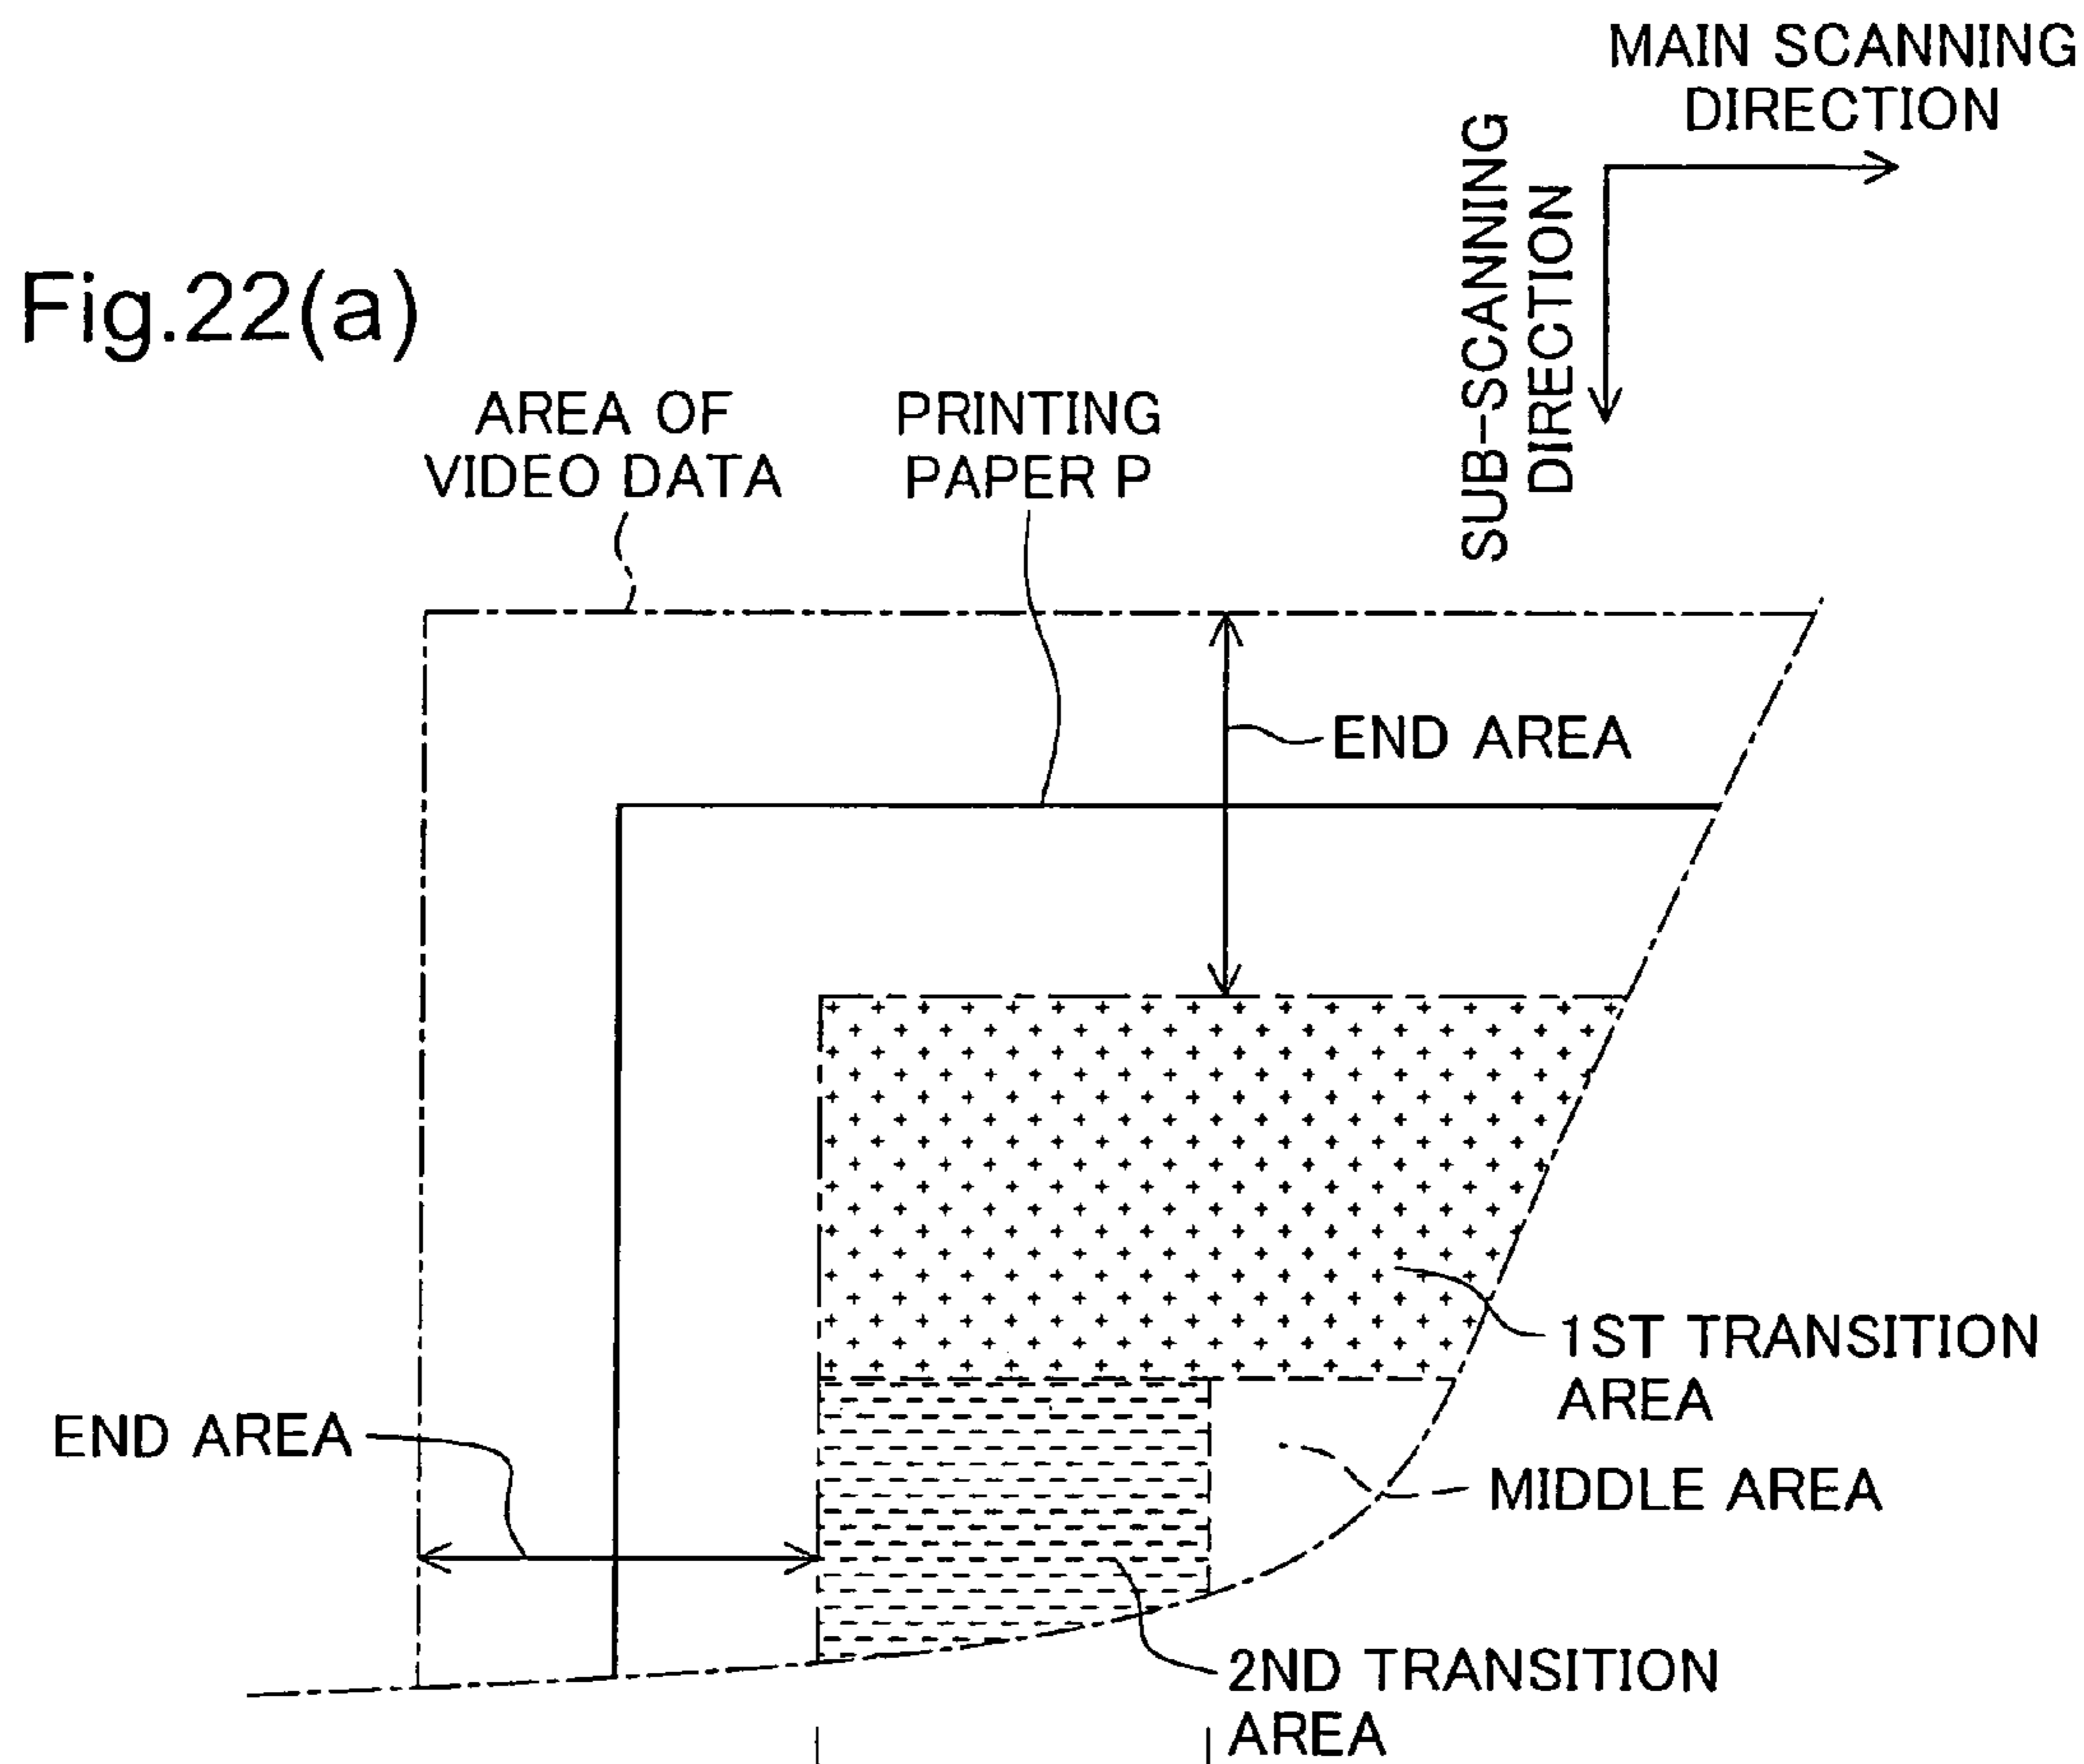 MAIN SCANNING
DIRECTION
SUB-SCANNING
DIRECTION
Fig.22(a)
AREA OF
VIDEO DATA
PRINTING
PAPER P
END AREA
1ST TRANSITION
AREA
END AREA
MIDDLE AREA
2ND TRANSITION
AREA